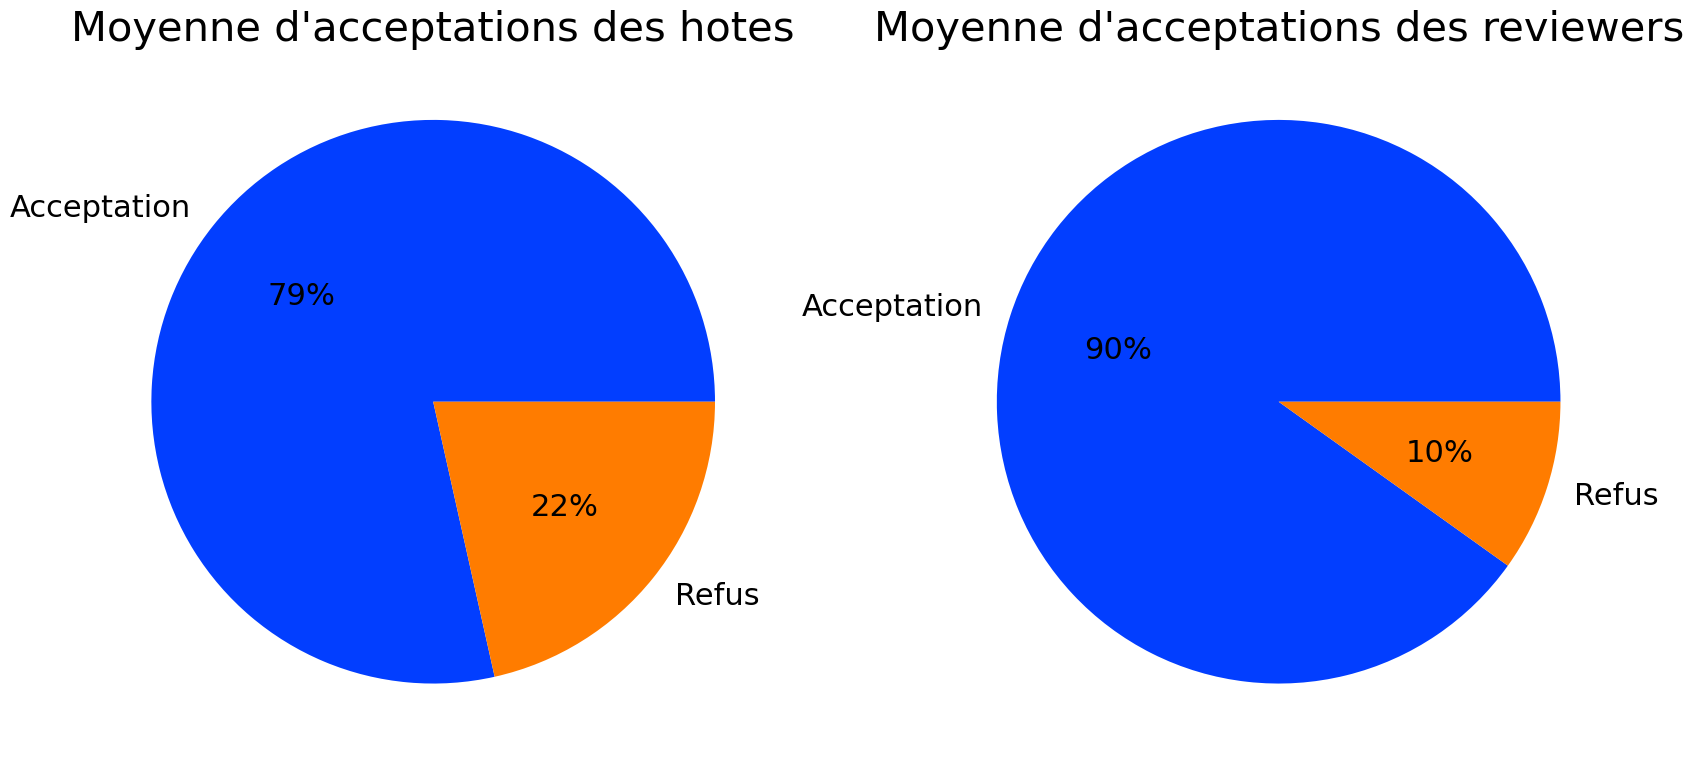 Moyenne d'acceptations des hotes
Acceptation
79%
22%
Refus
Moyenne d'acceptations des reviewers
Acceptation
90%
10%
Refus